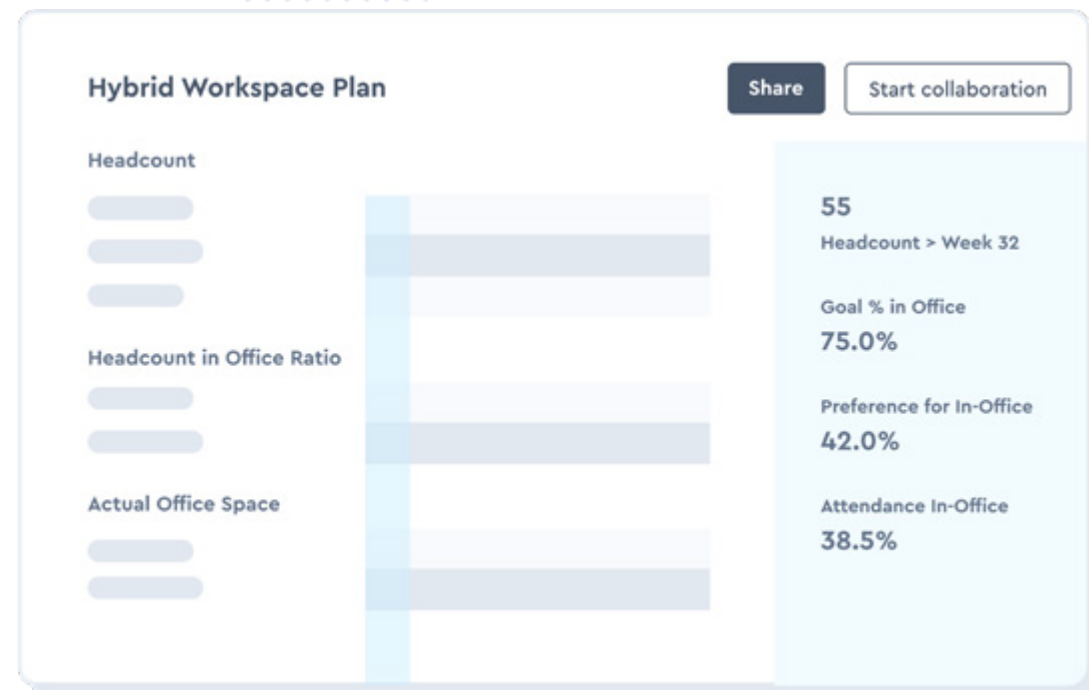 Hybrid Workspace Plan
Share
Start collaboration
Headcount
Headcount in Office Ratio
Actual Office Space
55
Headcount > Week 32
Goal % in Office
75.0%
Preference for In-Office
42.0%
Attendance In-Office
38.5%